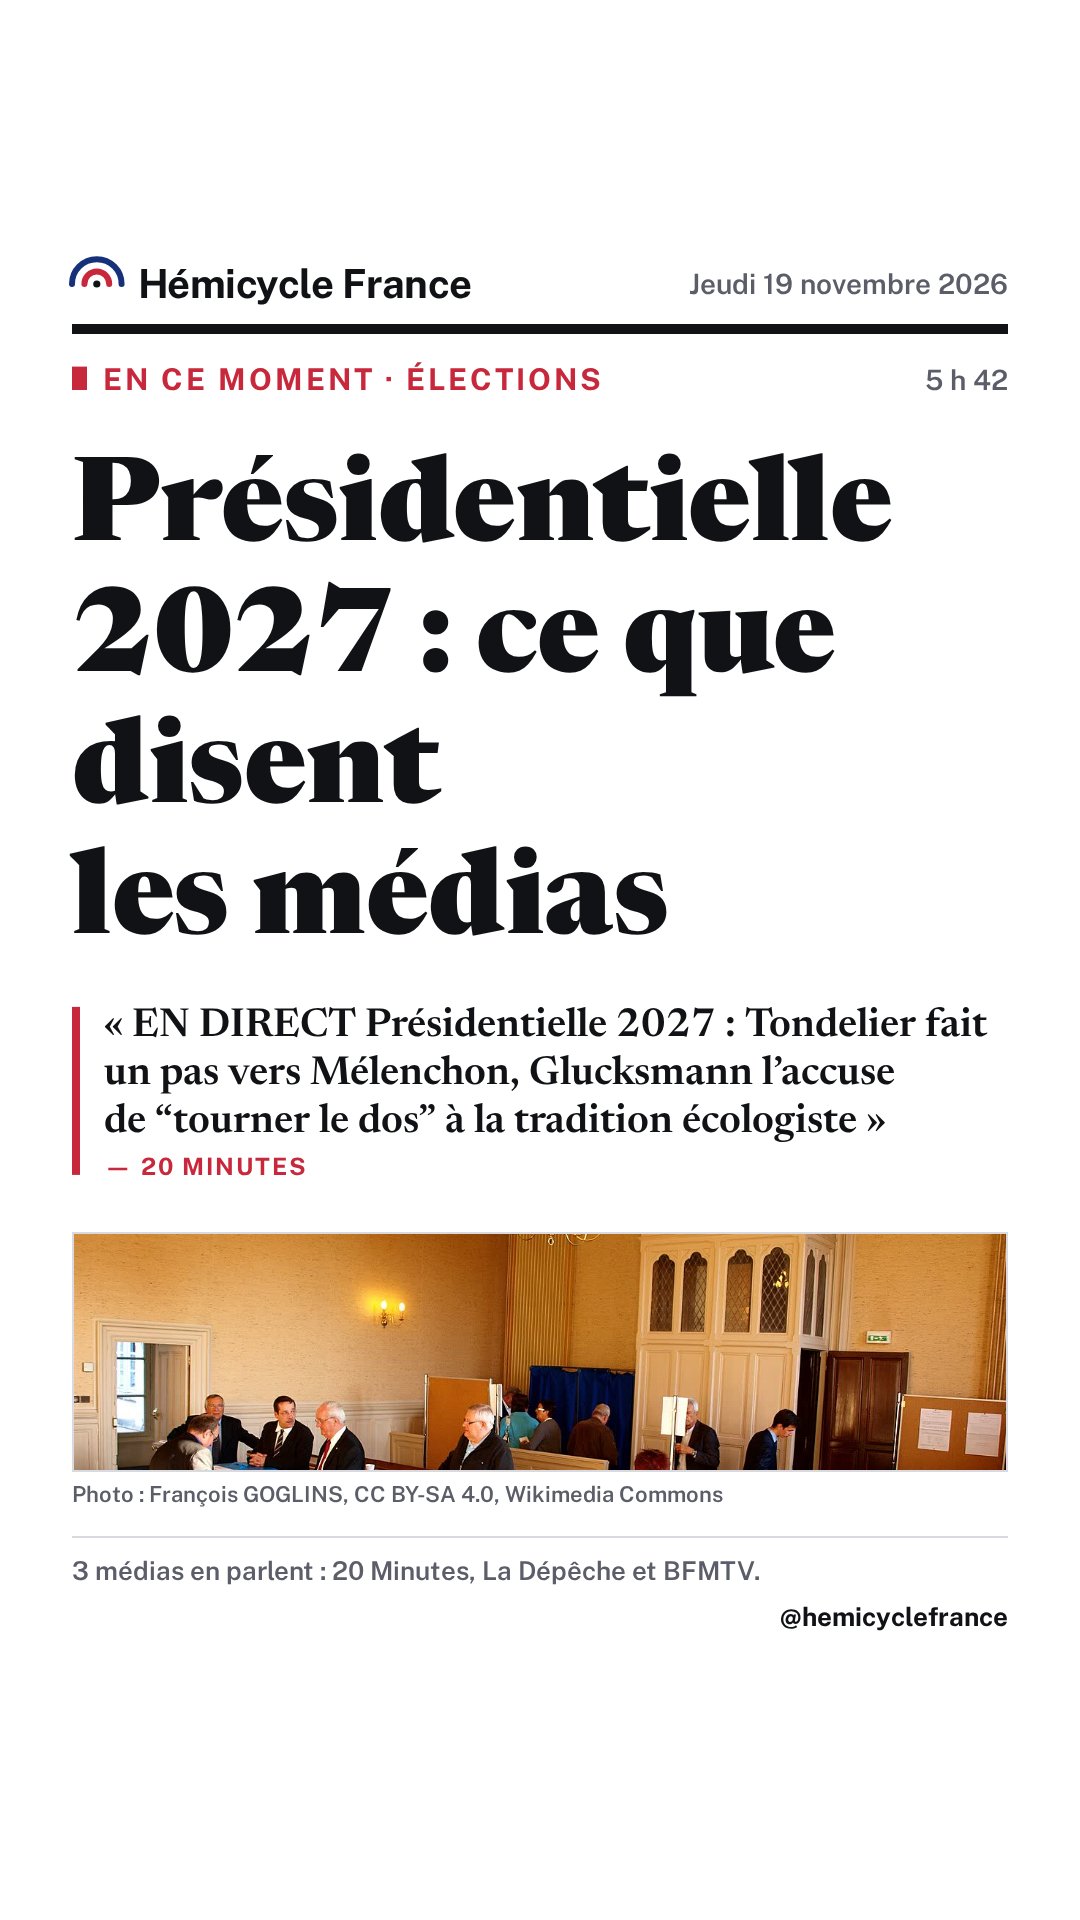 Hémicycle France
Jeudi 19 novembre 2026
EN CE MOMENT · ÉLECTIONS
5 h 42
Présidentielle
2027 : ce que
disent
les médias
« EN DIRECT Présidentielle 2027 : Tondelier fait
un pas vers Mélenchon, Glucksmann l’accuse
de “tourner le dos” à la tradition écologiste »
— 20 MINUTES
Photo : François GOGLINS, CC BY-SA 4.0, Wikimedia Commons
3 médias en parlent : 20 Minutes, La Dépêche et BFMTV.
@hemicyclefrance